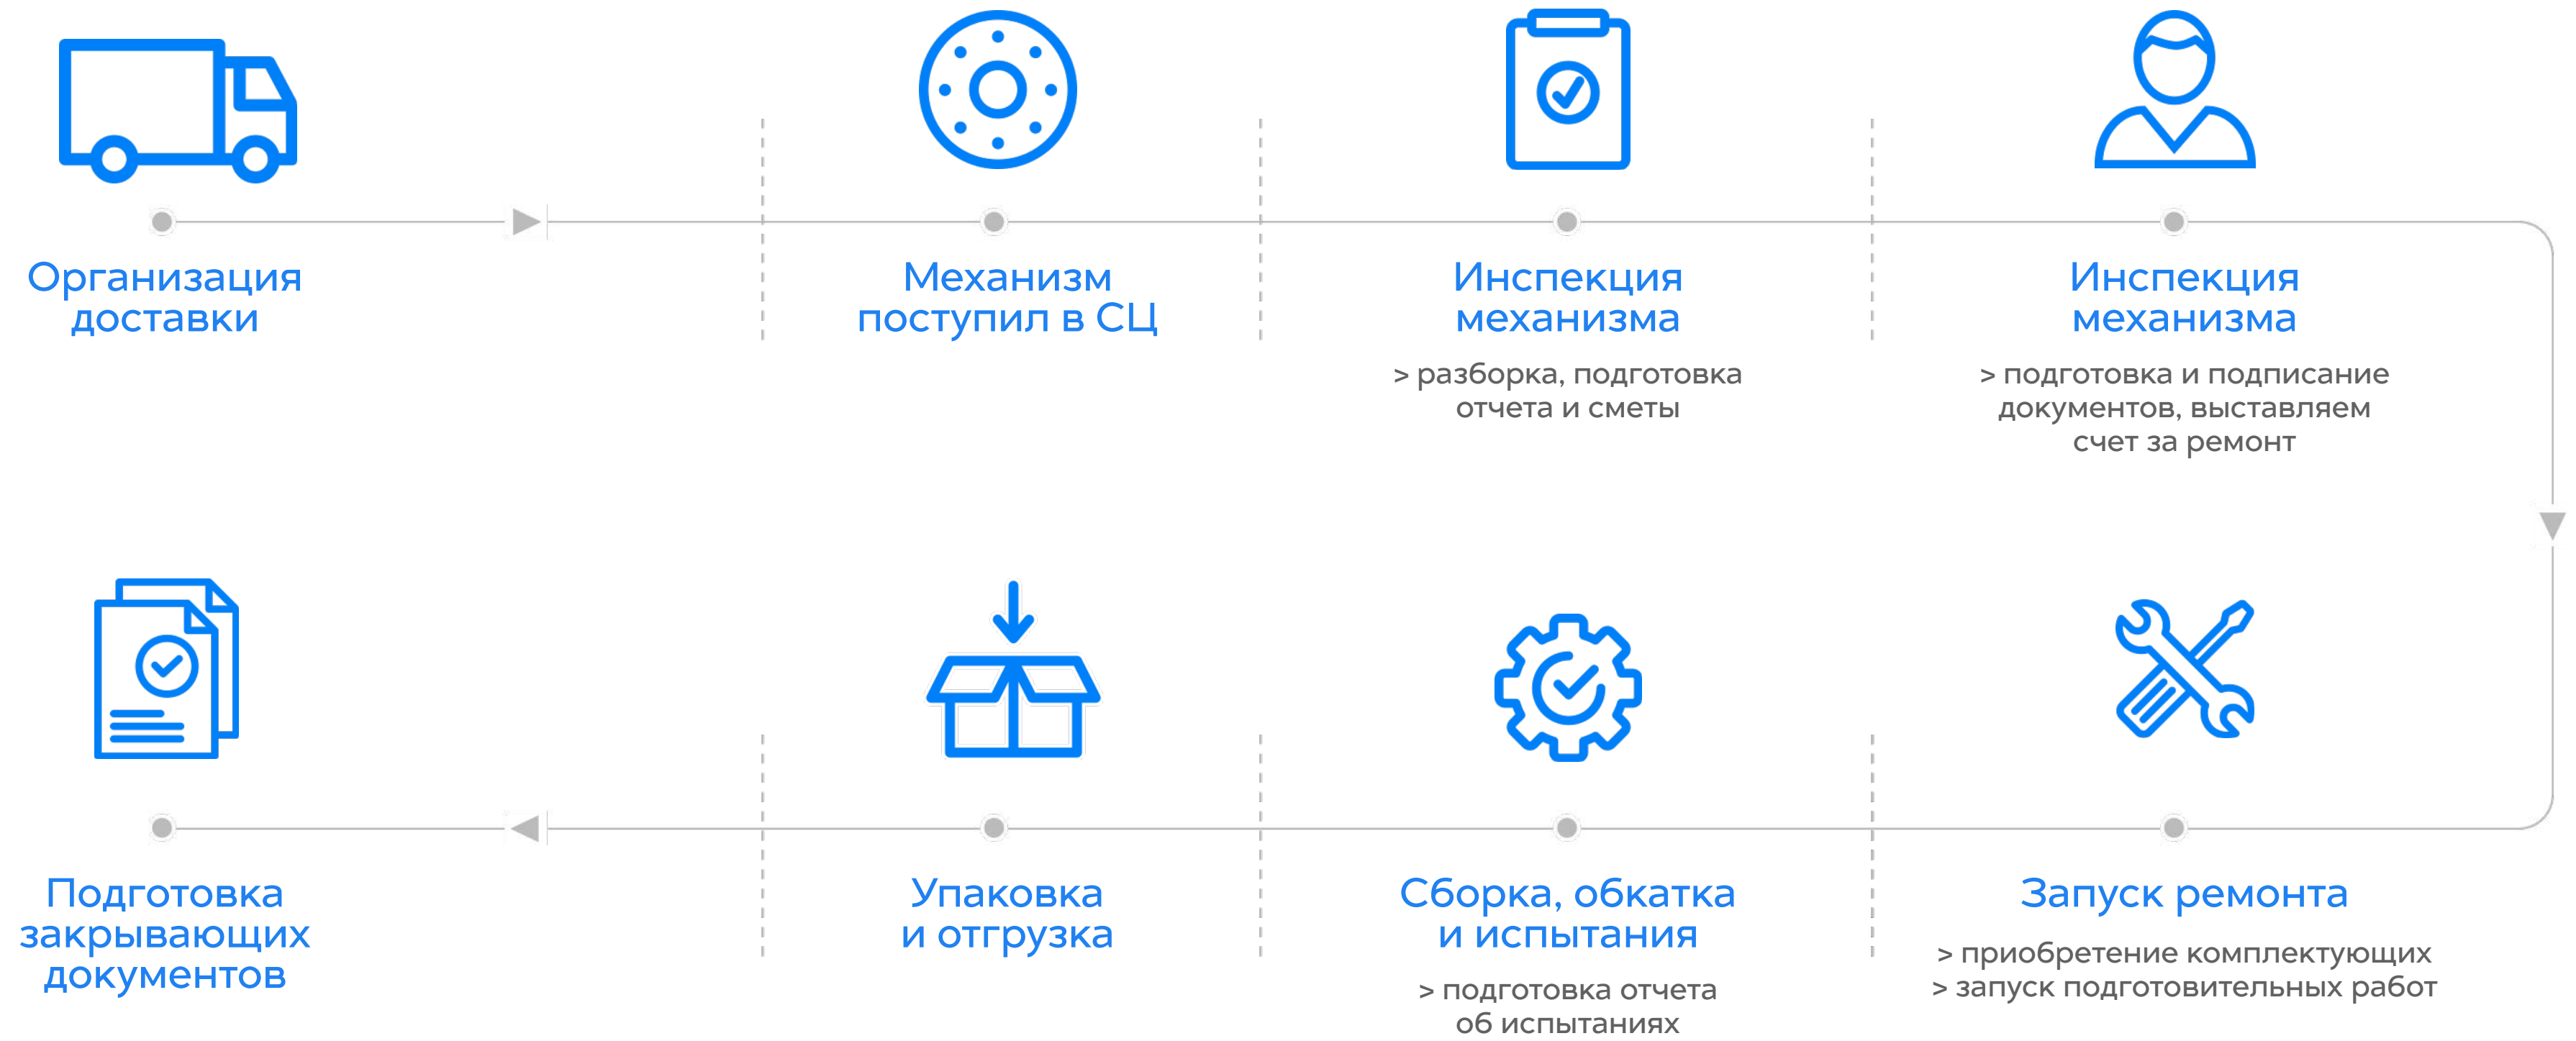 Организация
доставки
Механизм
поступил в СЦ
Инспекция
механизма
> разборка, подготовка
отчета и сметы
Инспекция
механизма
> подготовка и подписание
документов, выставляем
счет за ремонт
Запуск ремонта
> приобретение комплектующих
> запуск подготовительных работ
Сборка, обкатка
и испытания
> подготовка отчета
об испытаниях
Упаковка
и отгрузка
Подготовка
закрывающих
документов